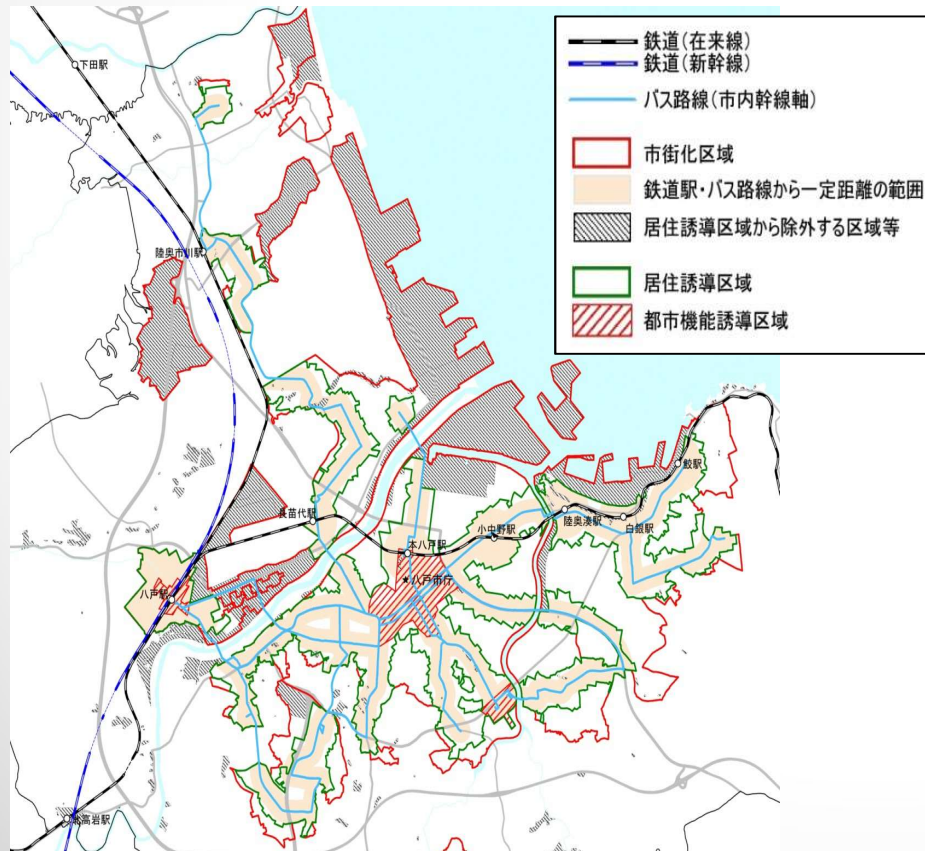 鉄道(在来線)
鉄道(新幹線)
バス路線(市内幹線軸)
市街化区域
鉄道駅・バス路線から一定距離の範囲
居住誘導区域から除外する区域等
居住誘導区域
都市機能誘導区域
下田駅
陸奥市川駅
鮫駅
長苗代駅
小中野駅
陸奥湊駅
白銀駅
本八戸駅
★八戸市庁
八戸駅
北高岩駅